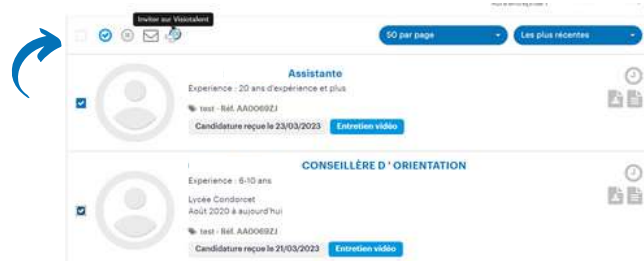 Inviter sur Visiotalent
50 par page
Les plus récentes
Assistante
Experience : 20 ans d'expérience et plus
test - Réf. AA0069ZJ
Candidature reçue le 23/03/2023 Entretien vidéo
CONSEILLÈRE D ' ORIENTATION
Experience : 6-10 ans
Lycée Condorcet
Août 2020 à aujourd'hui
test - Réf. AA0069ZJ
Candidature reçue le 21/03/2023 Entretien vidéo